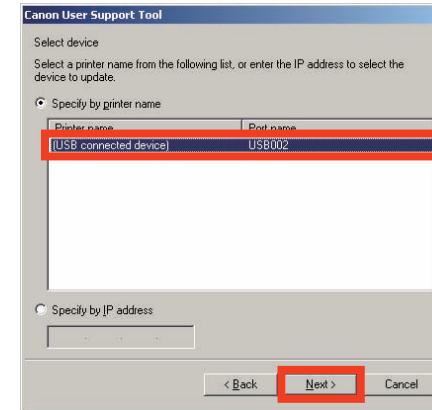 Canon User Support Tool
Select device
Select a printer name from the following list, or enter the IP address to select the
device to update.
Specify by printer name
Printer name Port name
(USB connected device) USB002
Specify by IP address
< Back Next > Cancel